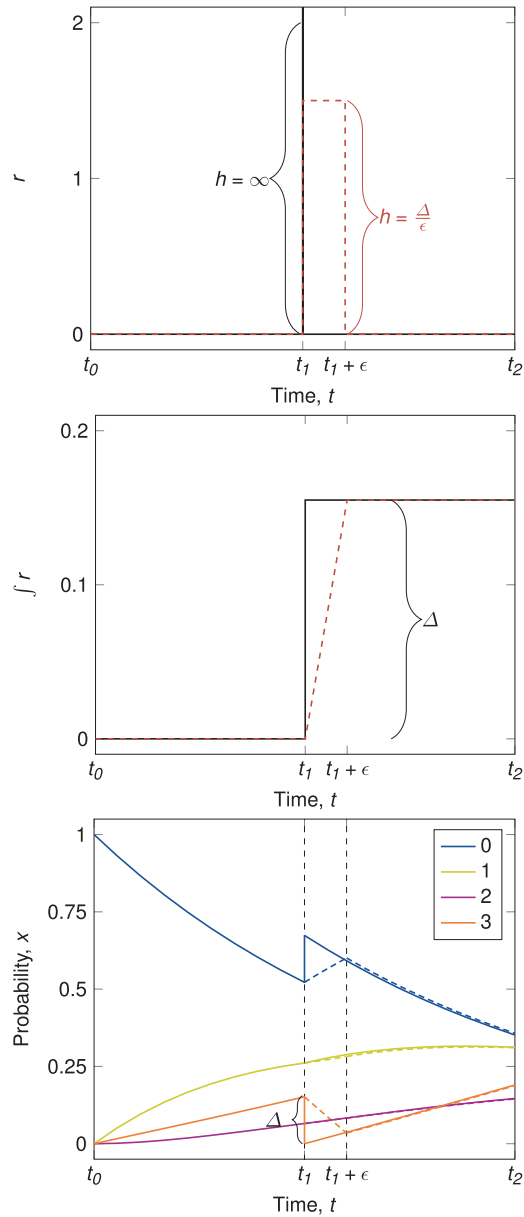 2
1
0
r
h = ∞
h = Δ/ϵ
t0 t1 t1 + ϵ t2
Time, t
0.2
0.1
0
∫ r
Δ
t0 t1 t1 + ϵ t2
Time, t
1
0.75
0.5
0.25
0
Probability, x
0
1
2
3
Δ
t0 t1 t1 + ϵ t2
Time, t